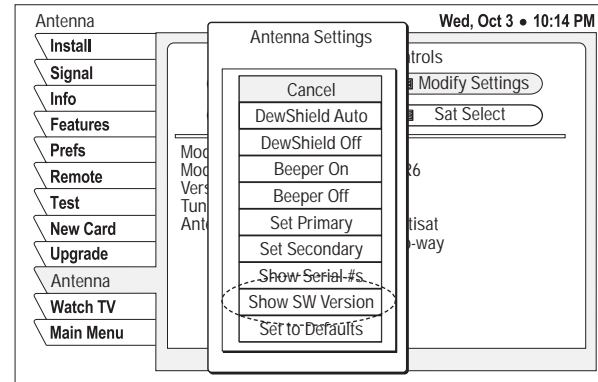 Antenna
Wed, Oct 3 • 10:14 PM
Install
Signal
Info
Features
Prefs
Remote
Test
New Card
Upgrade
Antenna
Watch TV
Main Menu
Antenna Settings
Cancel
DewShield Auto
DewShield Off
Beeper On
Beeper Off
Set Primary
Set Secondary
Show Serial #s
Show SW Version
Set to Defaults
trols
Modify Settings
Sat Select
Mod
Mod R6
Vers
Tun
Ante tisat
-way